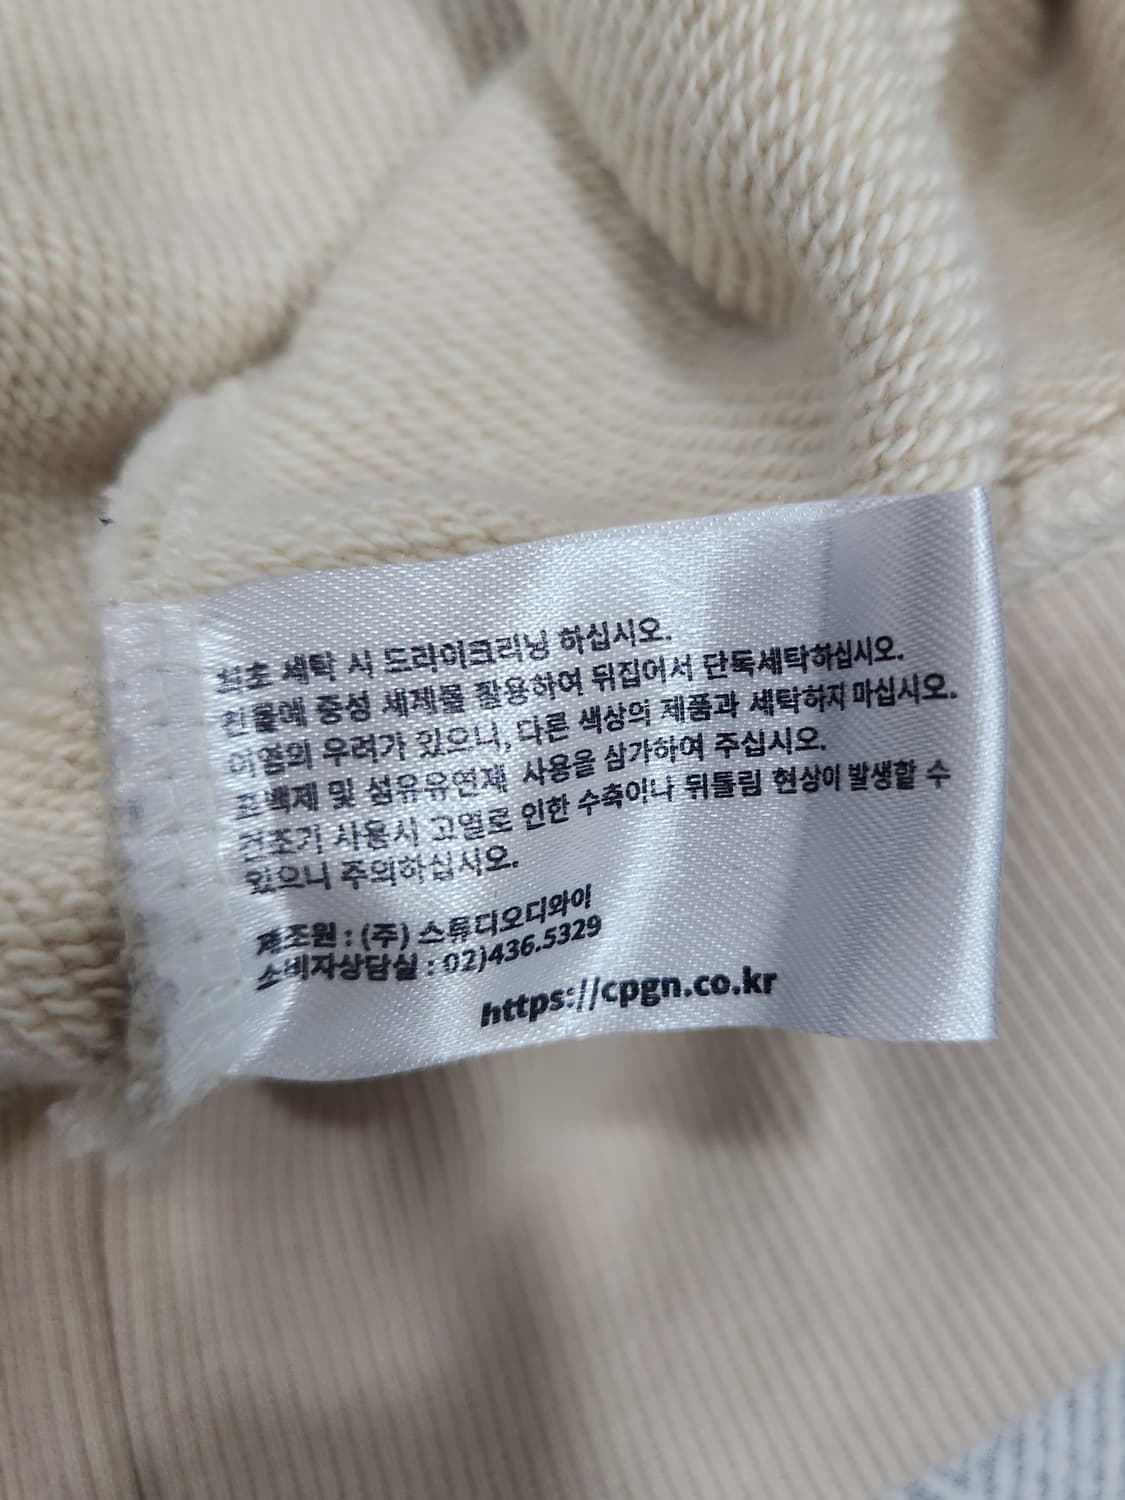 최초 세탁 시 드라이크리닝 하십시오.
찬물에 중성 세제를 활용하여 뒤집어서 단독세탁하십시오.
이염의 우려가 있으니, 다른 색상의 제품과 세탁하지 마십시오.
표백제 및 섬유유연제 사용을 삼가하여 주십시오.
건조기 사용시 고열로 인한 수축이나 뒤틀림 현상이 발생할 수
있으니 주의하십시오.
제조원 : (주) 스튜디오디와이
소비자상담실 : 02)436.5329
https://cpgn.co.kr